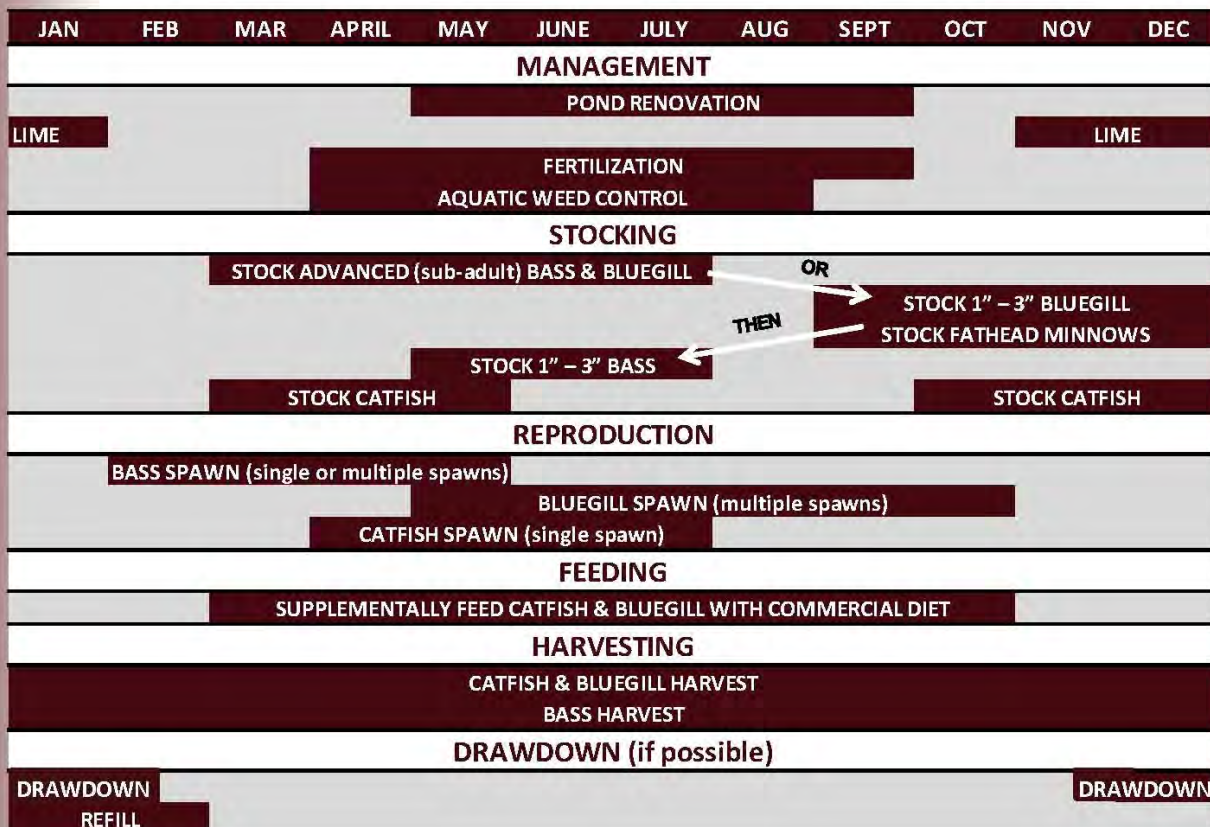 JAN FEB MAR APRIL MAY JUNE JULY AUG SEPT OCT NOV DEC
MANAGEMENT
POND RENOVATION
LIME LIME
FERTILIZATION
AQUATIC WEED CONTROL
STOCKING
STOCK ADVANCED (sub-adult) BASS & BLUEGILL OR
STOCK 1” – 3” BLUEGILL
THEN STOCK FATHEAD MINNOWS
STOCK 1” – 3” BASS
STOCK CATFISH STOCK CATFISH
REPRODUCTION
BASS SPAWN (single or multiple spawns)
BLUEGILL SPAWN (multiple spawns)
CATFISH SPAWN (single spawn)
FEEDING
SUPPLEMENTALLY FEED CATFISH & BLUEGILL WITH COMMERCIAL DIET
HARVESTING
CATFISH & BLUEGILL HARVEST
BASS HARVEST
DRAWDOWN (if possible)
DRAWDOWN DRAWDOWN
REFILL